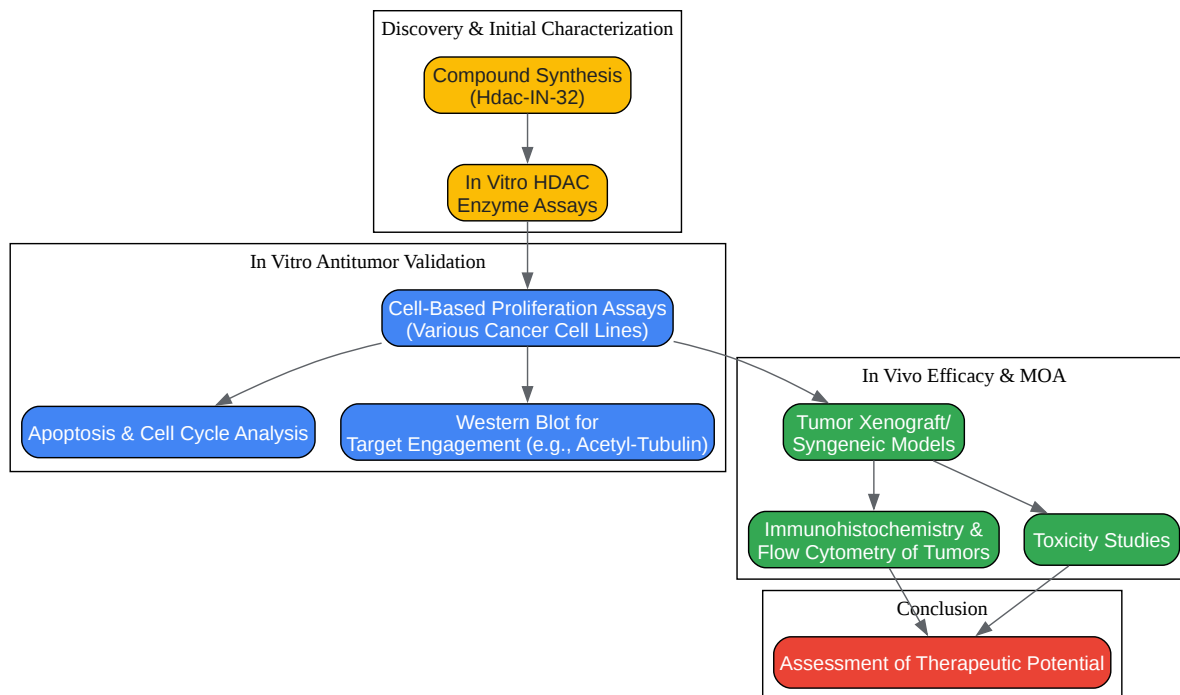 Discovery & Initial Characterization
Compound Synthesis
(Hdac-IN-32)
In Vitro HDAC
Enzyme Assays
In Vitro Antitumor Validation
Cell-Based Proliferation Assays
(Various Cancer Cell Lines)
Apoptosis & Cell Cycle Analysis
Western Blot for
Target Engagement (e.g., Acetyl-Tubulin)
In Vivo Efficacy & MOA
Tumor Xenograft/
Syngeneic Models
Immunohistochemistry &
Flow Cytometry of Tumors
Toxicity Studies
Conclusion
Assessment of Therapeutic Potential